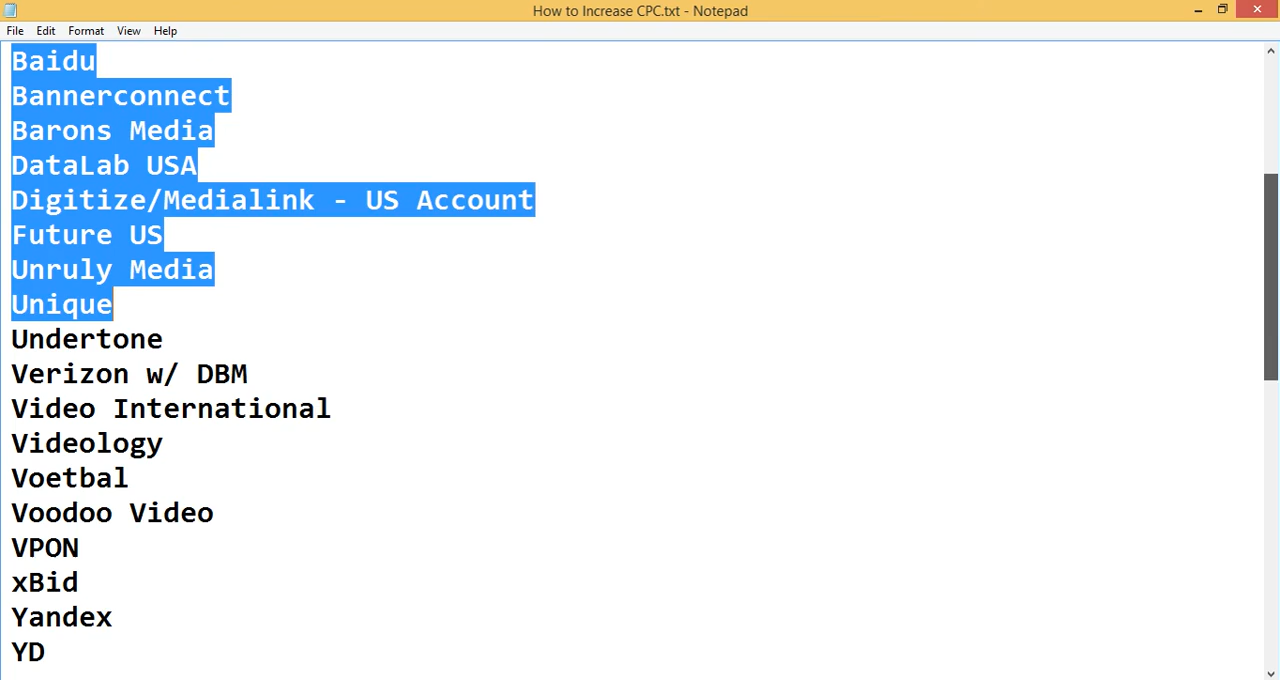 How to Increase CPC.txt - Notepad
File Edit Format View Help
Baidu
Bannerconnect
Barons Media
DataLab USA
Digitize/Medialink - US Account
Future US
Unruly Media
Unique
Undertone
Verizon w/ DBM
Video International
Videology
Voetbal
Voodoo Video
VPON
xBid
Yandex
YD